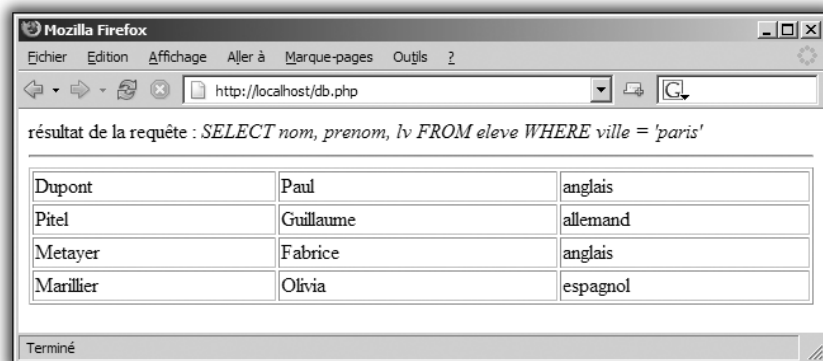 Mozilla Firefox
Fichier Edition Affichage Aller à Marque-pages Outils ?
http://localhost/db.php G
résultat de la requête : SELECT nom, prenom, lv FROM eleve WHERE ville = 'paris'
Dupont Paul anglais
Pitel Guillaume allemand
Metayer Fabrice anglais
Marillier Olivia espagnol
Terminé